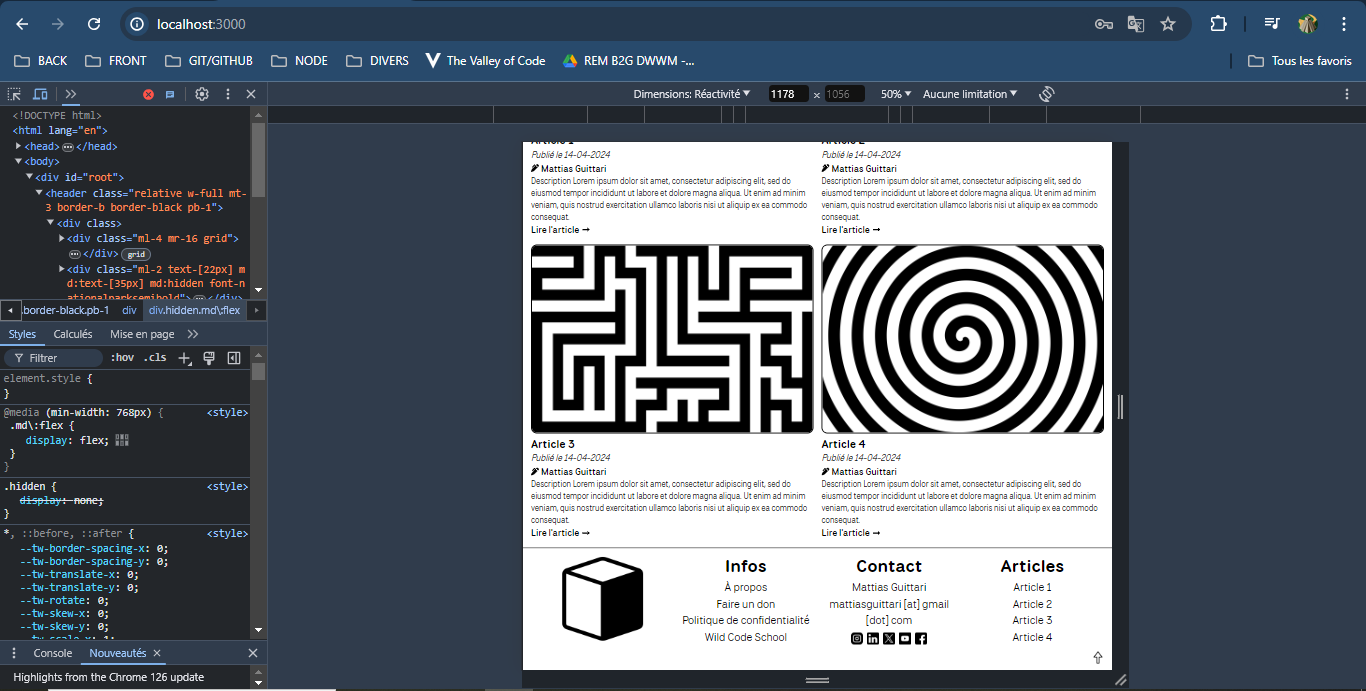 localhost:3000
BACK FRONT GIT/GITHUB NODE DIVERS The Valley of Code REM B2G DWWM -... Tous les favoris
Dimensions: Réactivité 1178 × 1056 50% Aucune limitation
<!DOCTYPE html>
<html lang="en">
<head> </head>
<body>
<div id="root">
<header class="relative w-full mt-
3 border-b border-black pb-1">
<div class>
<div class="ml-4 mr-16 grid">
</div> grid
<div class="ml-2 text-[22px] m
d:text-[35px] md:hidden font-n
ationalparksemibold"> </div>
.border-black.pb-1 div div.hidden.md\:flex
Styles Calculés Mise en page
Filtrer :hov .cls
element.style {
}
@media (min-width: 768px) { <style>
.md\:flex {
display: flex;
}
}
.hidden { <style>
display: none;
}
*, ::before, ::after { <style>
--tw-border-spacing-x: 0;
--tw-border-spacing-y: 0;
--tw-translate-x: 0;
--tw-translate-y: 0;
--tw-rotate: 0;
--tw-skew-x: 0;
--tw-skew-y: 0;
--tw-scale-x: 1;
Console Nouveautés
Highlights from the Chrome 126 update
Article 1
Publié le 14-04-2024
Mattias Guittari
Description Lorem ipsum dolor sit amet, consectetur adipiscing elit, sed do
eiusmod tempor incididunt ut labore et dolore magna aliqua. Ut enim ad minim
veniam, quis nostrud exercitation ullamco laboris nisi ut aliquip ex ea commodo
consequat.
Lire l'article →
Article 2
Publié le 14-04-2024
Mattias Guittari
Description Lorem ipsum dolor sit amet, consectetur adipiscing elit, sed do
eiusmod tempor incididunt ut labore et dolore magna aliqua. Ut enim ad minim
veniam, quis nostrud exercitation ullamco laboris nisi ut aliquip ex ea commodo
consequat.
Lire l'article →
Article 3
Publié le 14-04-2024
Mattias Guittari
Description Lorem ipsum dolor sit amet, consectetur adipiscing elit, sed do
eiusmod tempor incididunt ut labore et dolore magna aliqua. Ut enim ad minim
veniam, quis nostrud exercitation ullamco laboris nisi ut aliquip ex ea commodo
consequat.
Lire l'article →
Article 4
Publié le 14-04-2024
Mattias Guittari
Description Lorem ipsum dolor sit amet, consectetur adipiscing elit, sed do
eiusmod tempor incididunt ut labore et dolore magna aliqua. Ut enim ad minim
veniam, quis nostrud exercitation ullamco laboris nisi ut aliquip ex ea commodo
consequat.
Lire l'article →
Infos
À propos
Faire un don
Politique de confidentialité
Wild Code School
Contact
Mattias Guittari
mattiasguittari [at] gmail
[dot] com
Articles
Article 1
Article 2
Article 3
Article 4